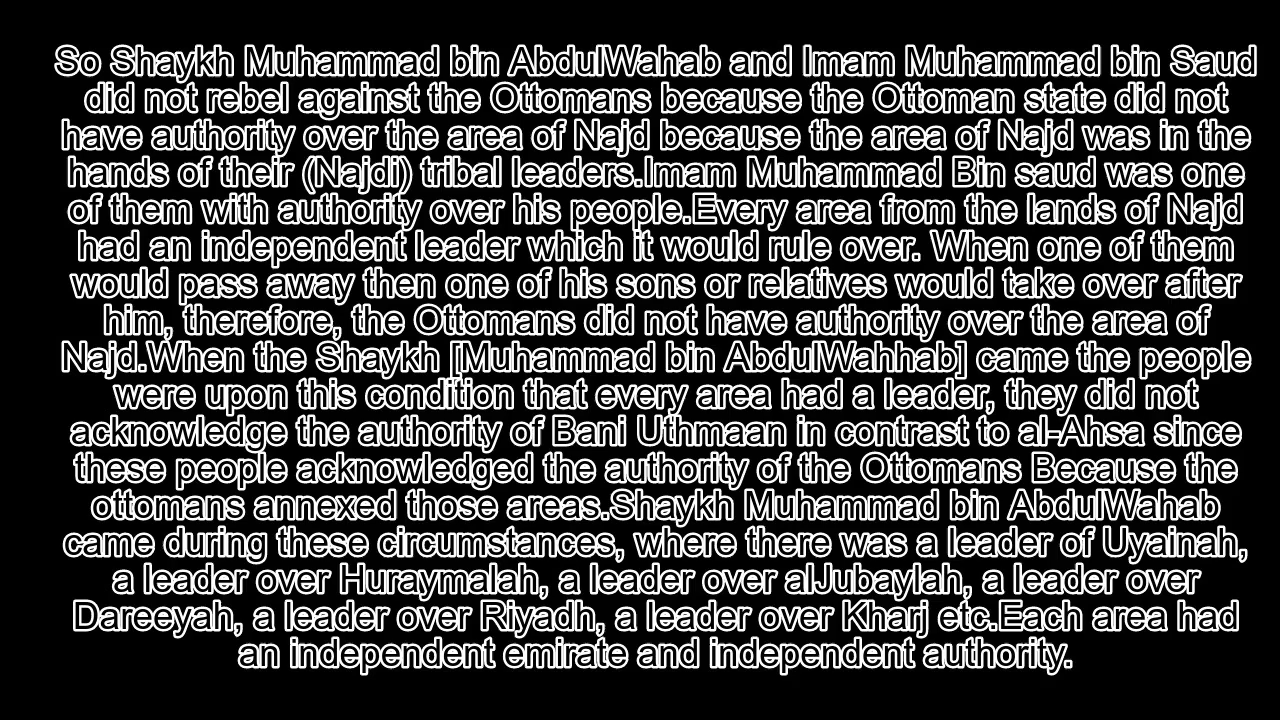 So Shaykh Muhammad bin AbdulWahab and Imam Muhammad bin Saud
did not rebel against the Ottomans because the Ottoman state did not
have authority over the area of Najd because the area of Najd was in the
hands of their (Najdi) tribal leaders.Imam Muhammad Bin saud was one
of them with authority over his people.Every area from the lands of Najd
had an independent leader which it would rule over. When one of them
would pass away then one of his sons or relatives would take over after
him, therefore, the Ottomans did not have authority over the area of
Najd.When the Shaykh [Muhammad bin AbdulWahhab] came the people
were upon this condition that every area had a leader, they did not
acknowledge the authority of Bani Uthmaan in contrast to al-Ahsa since
these people acknowledged the authority of the Ottomans Because the
ottomans annexed those areas.Shaykh Muhammad bin AbdulWahab
came during these circumstances, where there was a leader of Uyainah,
a leader over Huraymalah, a leader over alJubaylah, a leader over
Dareeyah, a leader over Riyadh, a leader over Kharj etc.Each area had
an independent emirate and independent authority.